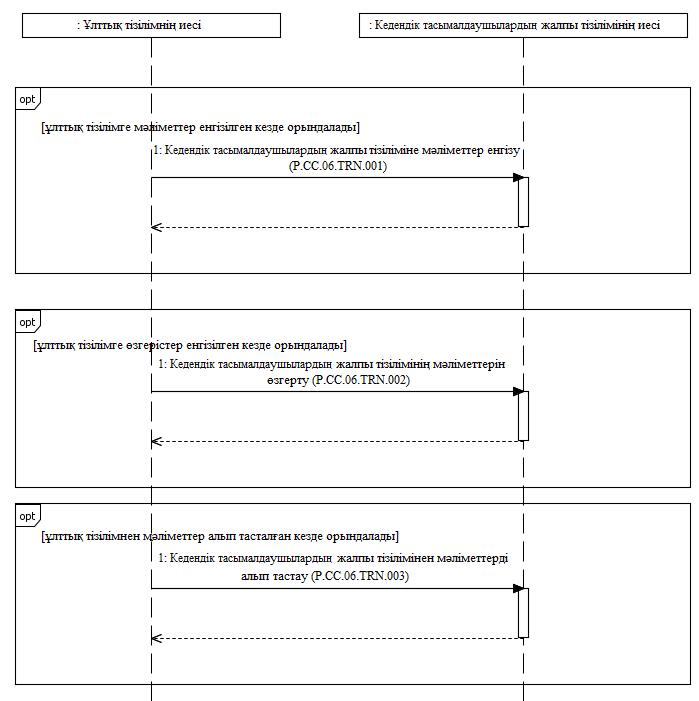 : Ұлттық тізілімнің иесі
: Кедендік тасымалдаушылардың жалпы тізілімінің иесі
opt
[ұлттық тізілімге мәліметтер енгізілген кезде орындалады]
1: Кедендік тасымалдаушылардың жалпы тізіліміне мәліметтер енгізу
(P.CC.06.TRN.001)
opt
[ұлттық тізілімге өзгерістер енгізілген кезде орындалады]
1: Кедендік тасымалдаушылардың жалпы тізілімінің мәліметтерін
өзгерту (P.CC.06.TRN.002)
opt
[ұлттық тізілімнен мәліметтер алып тасталған кезде орындалады]
1: Кедендік тасымалдаушылардың жалпы тізілімінен мәліметтерді
алып тастау (P.CC.06.TRN.003)